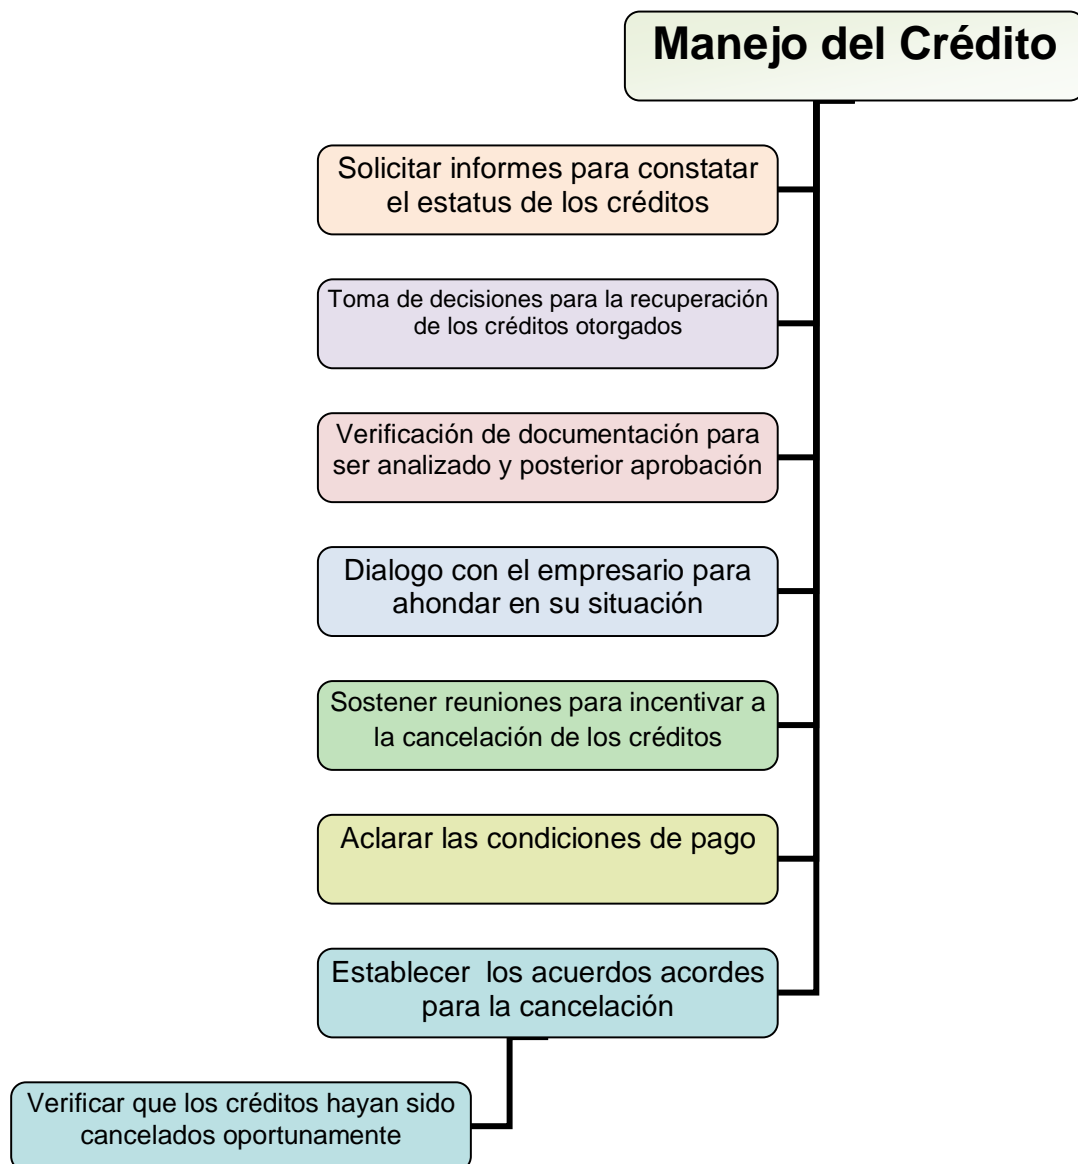 Manejo del Crédito
Solicitar informes para constatar
el estatus de los créditos
Toma de decisiones para la recuperación
de los créditos otorgados
Verificación de documentación para
ser analizado y posterior aprobación
Dialogo con el empresario para
ahondar en su situación
Sostener reuniones para incentivar a
la cancelación de los créditos
Aclarar las condiciones de pago
Establecer  los acuerdos acordes
para la cancelación
Verificar que los créditos hayan sido
cancelados oportunamente